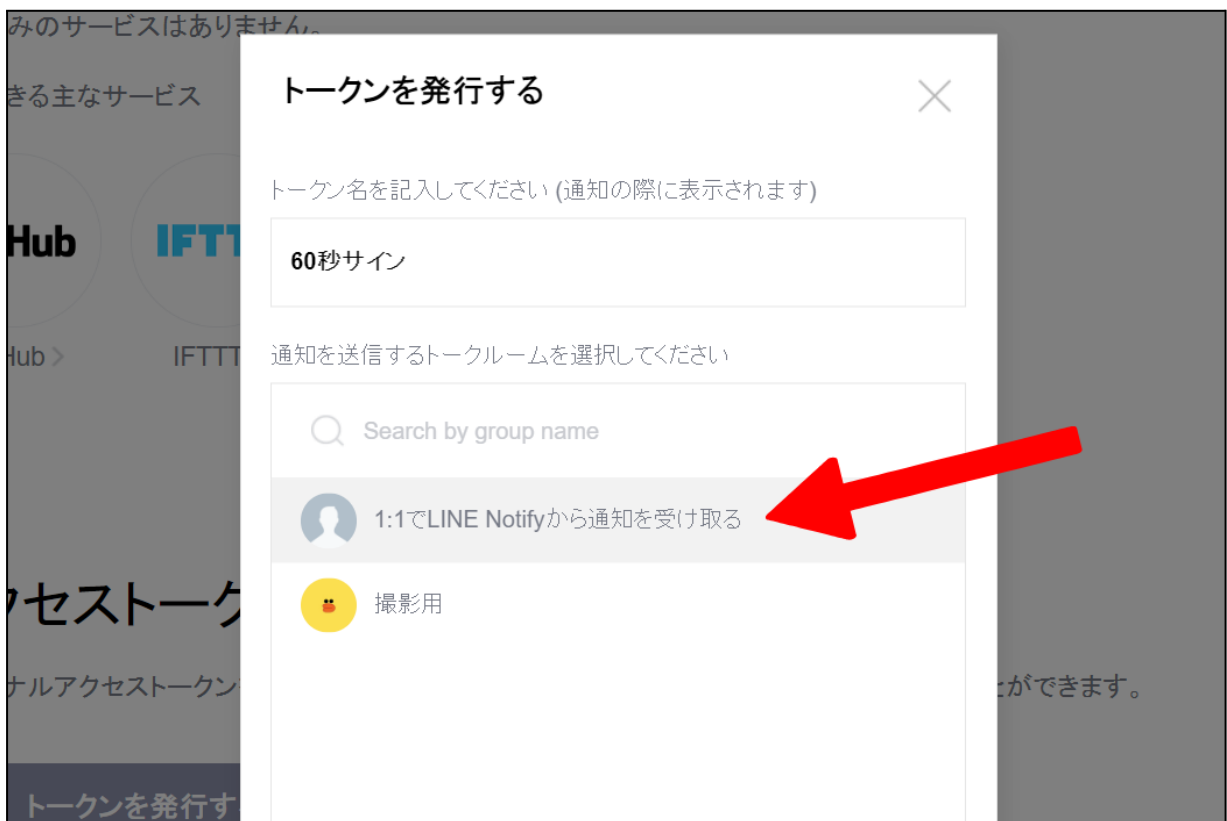 みのサービスはありません。
きる主なサービス
トークンを発行する
トークン名を記入してください (通知の際に表示されます)
Hub
IFTT
60秒サイン
Hub
IFTTT
通知を送信するトークルームを選択してください
Search by group name
1:1でLINE Notifyから通知を受け取る
撮影用
クセストーク
ナルアクセストークン
とができます。
トークンを発行す